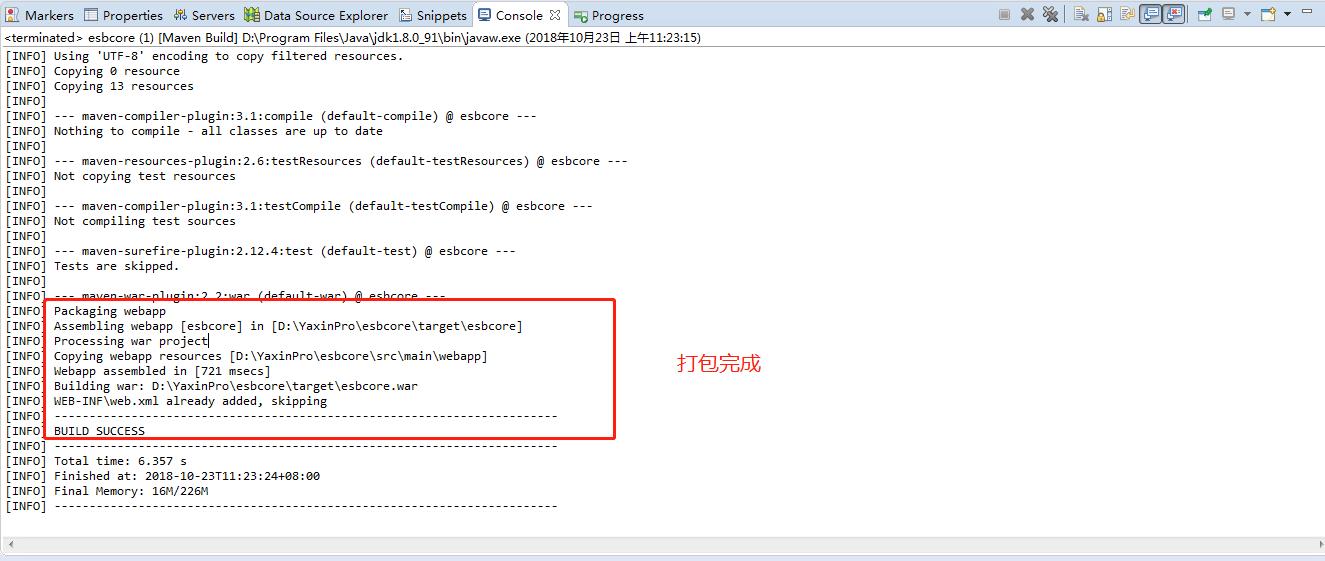 Markers Properties Servers Data Source Explorer Snippets Console Progress
<terminated> esbcore (1) [Maven Build] D:\Program Files\Java\jdk1.8.0_91\bin\javaw.exe (2018年10月23日 上午11:23:15)
[INFO] Using 'UTF-8' encoding to copy filtered resources.
[INFO] Copying 0 resource
[INFO] Copying 13 resources
[INFO]
[INFO] --- maven-compiler-plugin:3.1:compile (default-compile) @ esbcore ---
[INFO] Nothing to compile - all classes are up to date
[INFO]
[INFO] --- maven-resources-plugin:2.6:testResources (default-testResources) @ esbcore ---
[INFO] Not copying test resources
[INFO]
[INFO] --- maven-compiler-plugin:3.1:testCompile (default-testCompile) @ esbcore ---
[INFO] Not compiling test sources
[INFO]
[INFO] --- maven-surefire-plugin:2.12.4:test (default-test) @ esbcore ---
[INFO] Tests are skipped.
[INFO]
[INFO] --- maven-war-plugin:2.2:war (default-war) @ esbcore ---
[INFO] Packaging webapp
[INFO] Assembling webapp [esbcore] in [D:\YaxinPro\esbcore\target\esbcore]
[INFO] Processing war project
[INFO] Copying webapp resources [D:\YaxinPro\esbcore\src\main\webapp]
打包完成
[INFO] Webapp assembled in [721 msecs]
[INFO] Building war: D:\YaxinPro\esbcore\target\esbcore.war
[INFO] WEB-INF\web.xml already added, skipping
[INFO] ------------------------------------------------------------------------
[INFO] BUILD SUCCESS
[INFO] ------------------------------------------------------------------------
[INFO] Total time: 6.357 s
[INFO] Finished at: 2018-10-23T11:23:24+08:00
[INFO] Final Memory: 16M/226M
[INFO] ------------------------------------------------------------------------